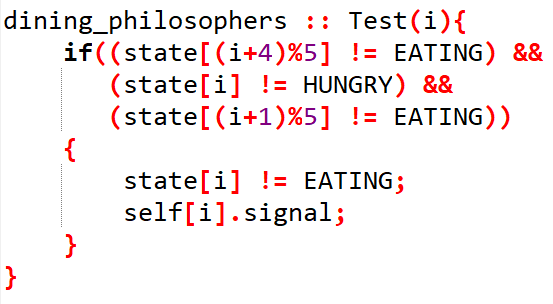 dining_philosophers :: Test(i){
if((state[(i+4)%5] != EATING) &&
(state[i] != HUNGRY) &&
(state[(i+1)%5] != EATING))
{
state[i] != EATING;
self[i].signal;
}
}